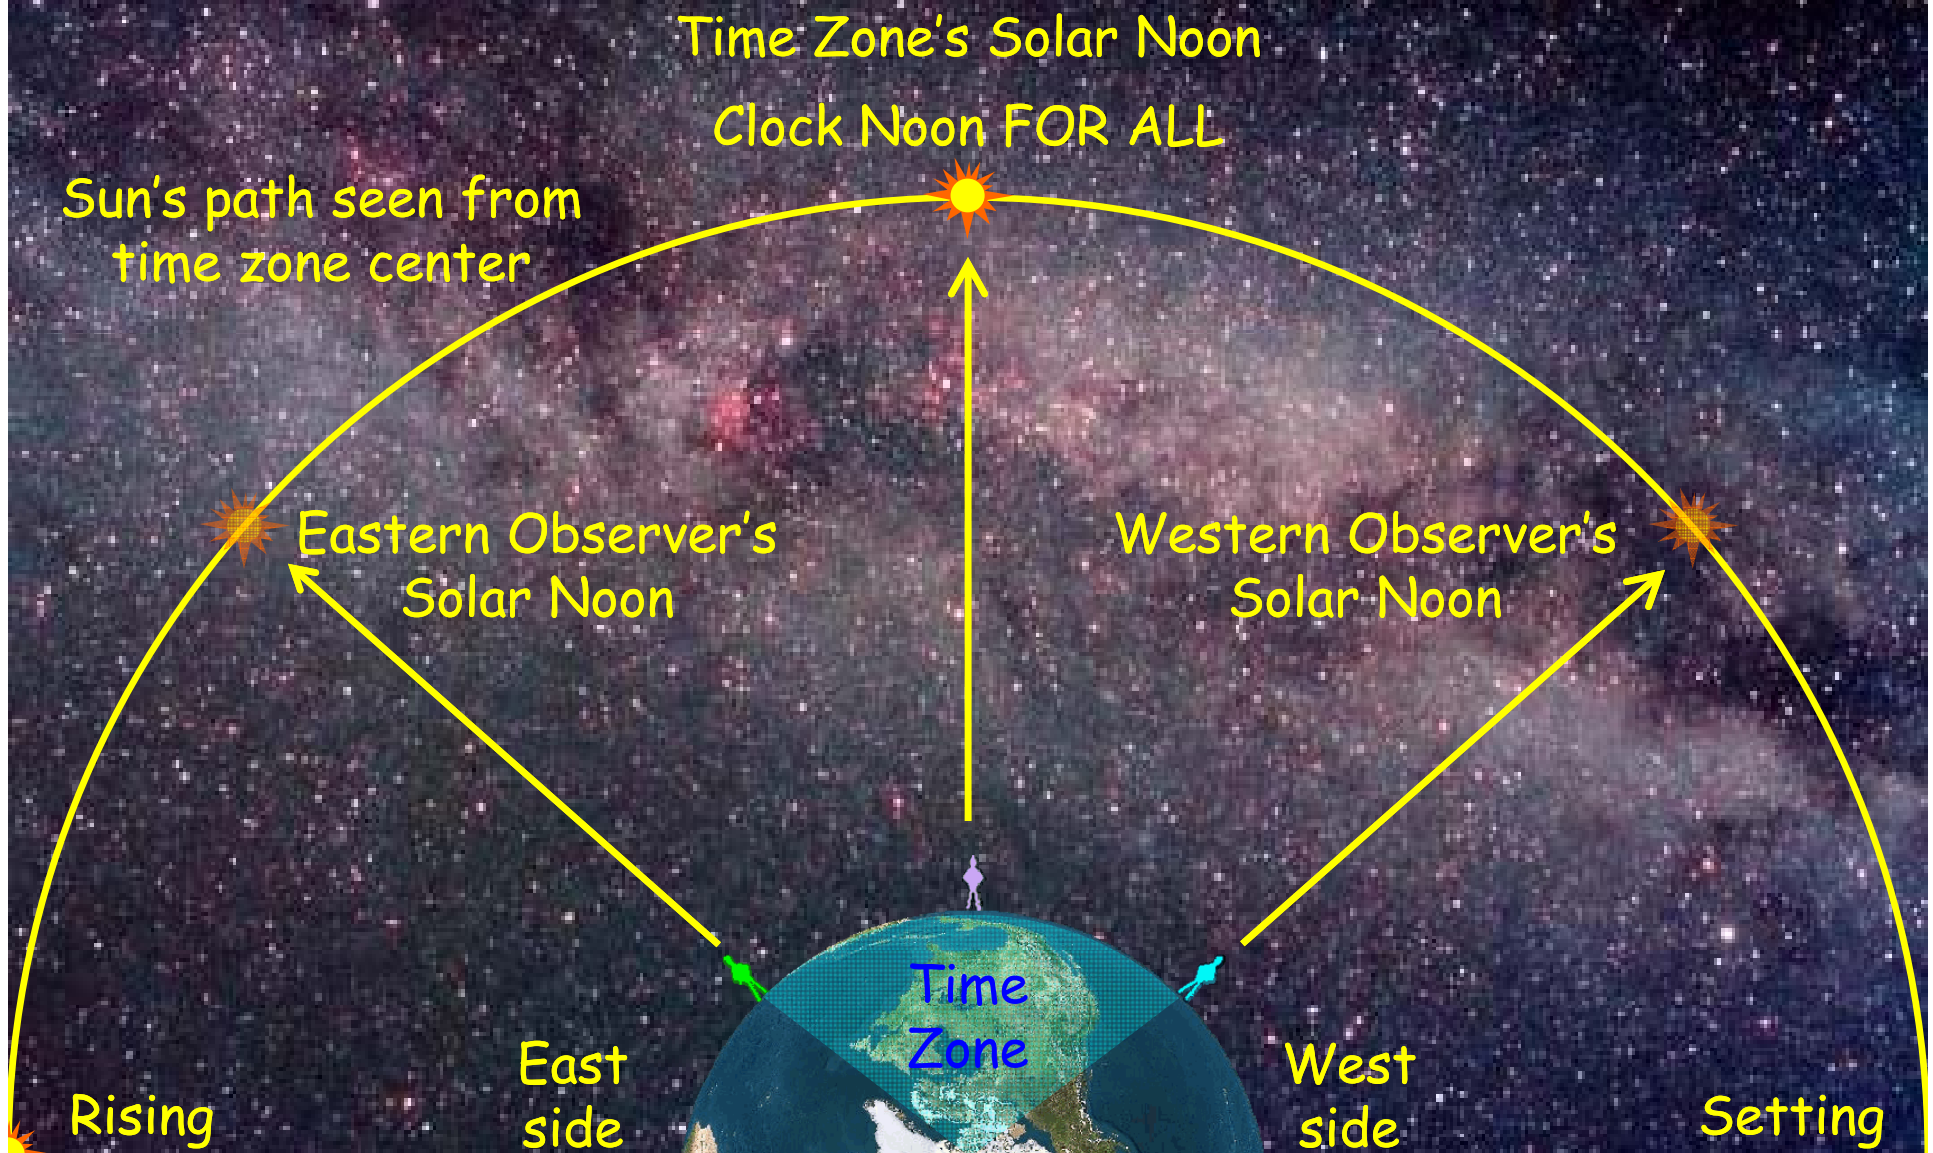 Time Zone's Solar Noon
Clock Noon FOR ALL
Sun's path seen from
time zone center
Eastern Observer's
Solar Noon
Western Observer's
Solar Noon
Time
Zone
East
side
West
side
Rising
Setting